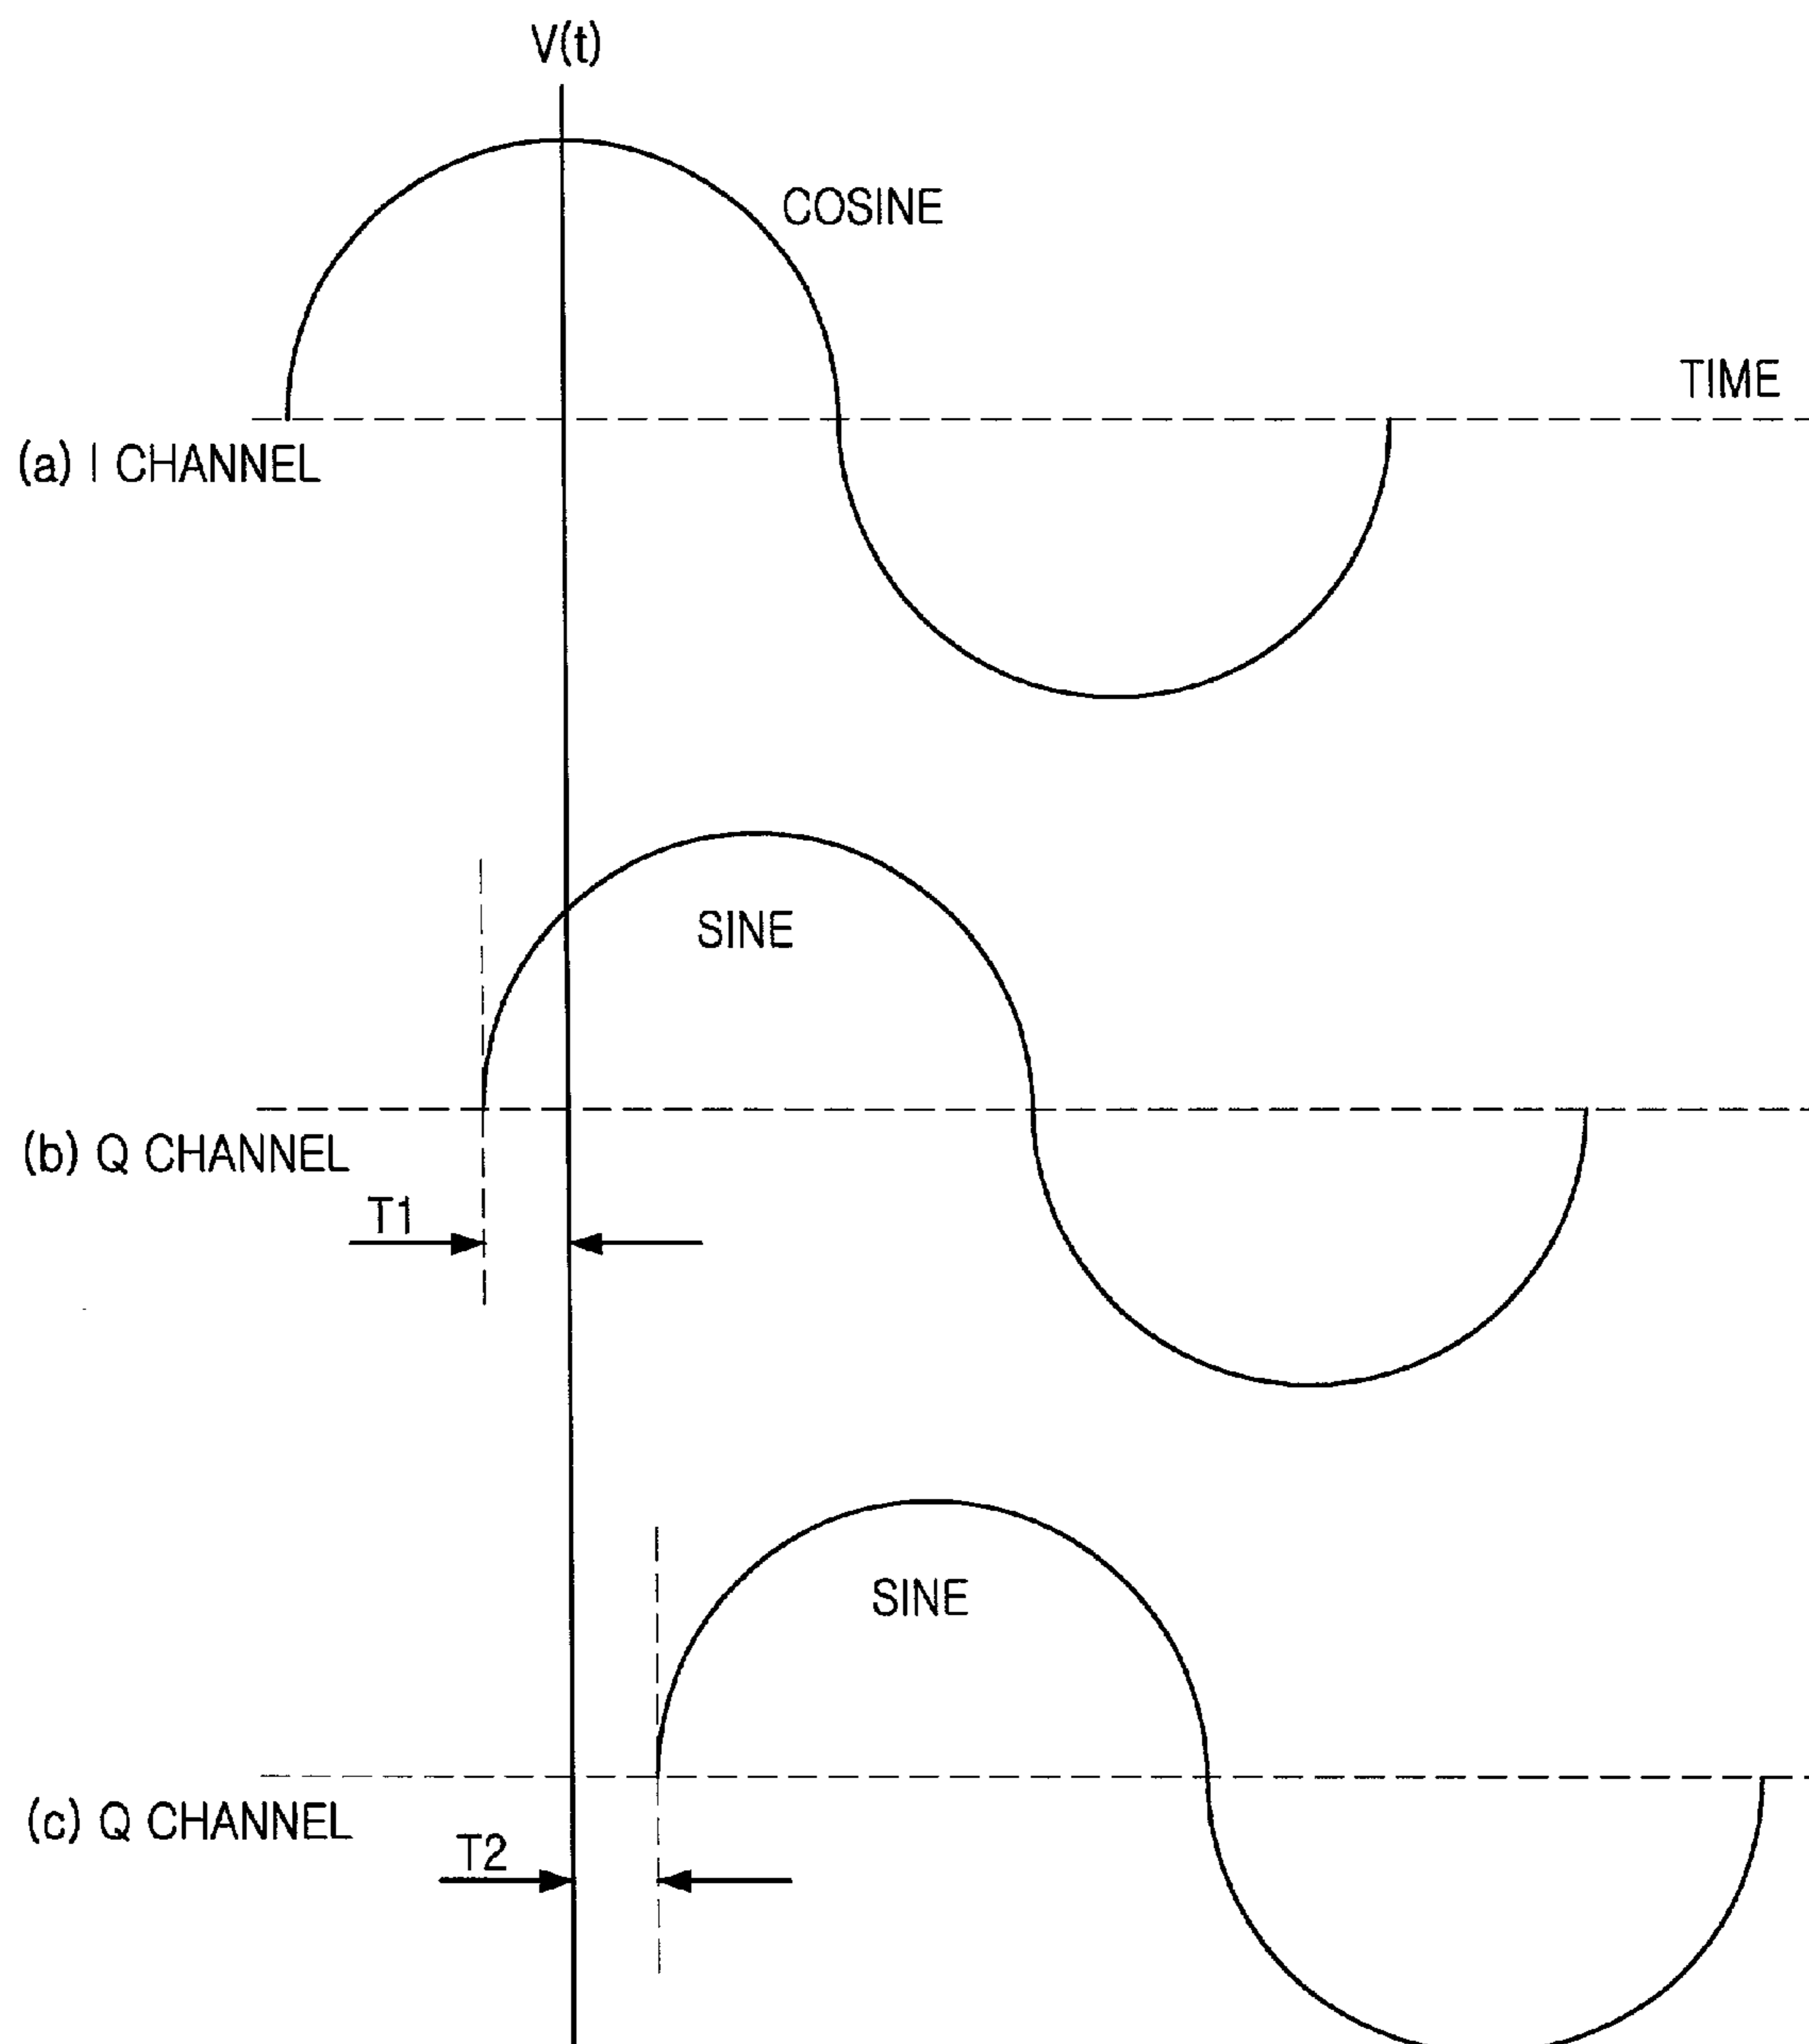 V(t)
COSINE
TIME
(a) I CHANNEL
SINE
(b) Q CHANNEL
T1
SINE
(c) Q CHANNEL
T2